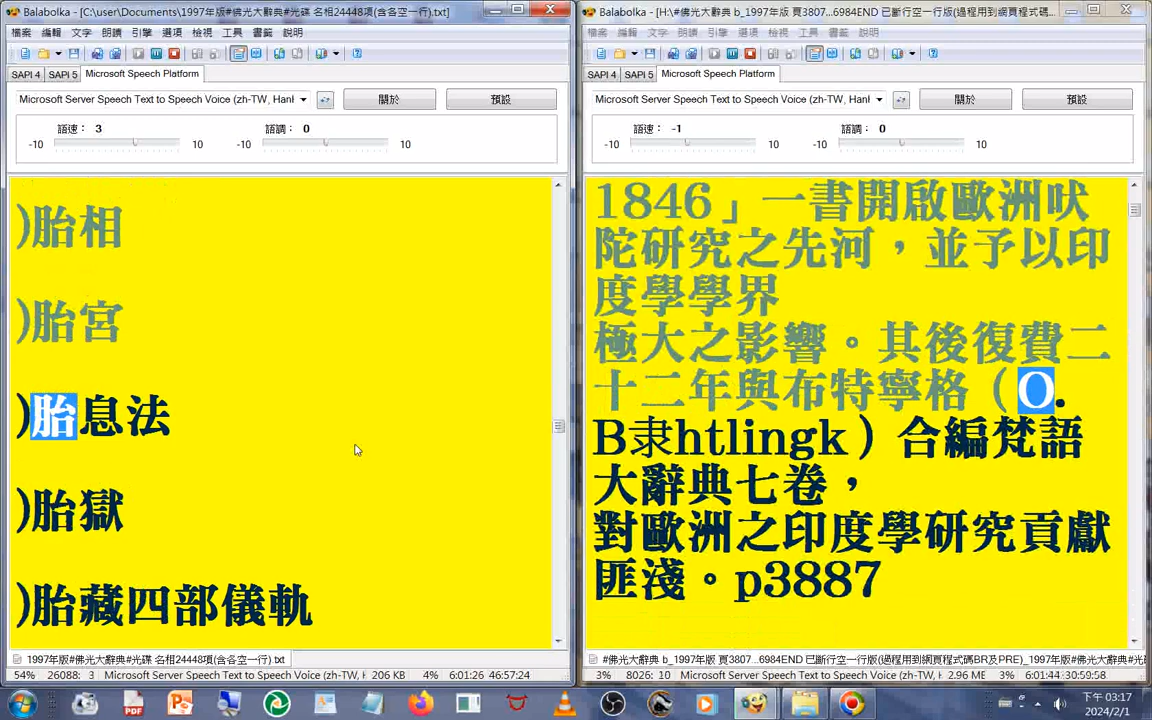 Balabolka - [C:\user\Documents\1997年版#佛光大辭典#光碟 名相24448項(含各空一行).txt]
檔案 編輯 文字 朗讀 引擎 選項 檢視 工具 書籤 說明
SAPI 4 SAPI 5 Microsoft Speech Platform
Microsoft Server Speech Text to Speech Voice (zh-TW, Hanl
關於
預設
語速： 3
語調： 0
-10 10 -10 10
)胎相
)胎宮
)胎息法
)胎獄
)胎藏四部儀軌
1997年版#佛光大辭典#光碟 名相24448項(含各空一行).txt
54% 26088: 3 Microsoft Server Speech Text to Speech Voice (zh-TW, H 206 KB 4% 6:01:26 46:57:24
Balabolka - [H:\#佛光大辭典 b_1997年版 頁3807...6984END 已斷行空一行版(過程用到網頁程式碼...
檔案 編輯 文字 朗讀 引擎 選項 檢視 工具 書籤 說明
SAPI 4 SAPI 5 Microsoft Speech Platform
Microsoft Server Speech Text to Speech Voice (zh-TW, Hanl
關於
預設
語速： -1
語調： 0
-10 10 -10 10
1846」一書開啟歐洲吠
陀研究之先河，並予以印
度學學界
極大之影響。其後復費二
十二年與布特寧格（O.
B隶htlingk）合編梵語
大辭典七卷，
對歐洲之印度學研究貢獻
匪淺。p3887
#佛光大辭典 b_1997年版 頁3807...6984END 已斷行空一行版(過程用到網頁程式碼BR及PRE)_1997年版#光
3% 8026: 10 Microsoft Server Speech Text to Speech Voice (zh-TW, H 2.96 ME 3% 6:01:44 30:59:58
下午 03:17
2024/2/1